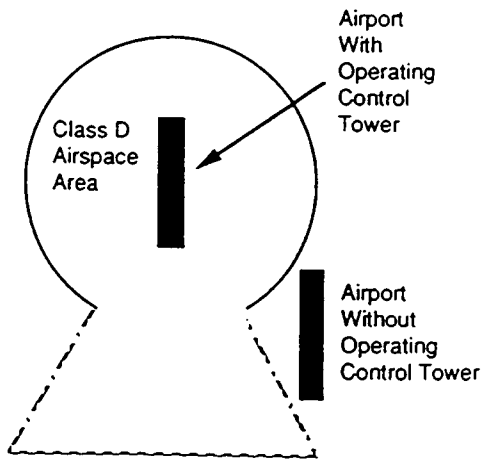 Airport
With
Operating
Control
Tower
Class D
Airspace
Area
Airport
Without
Operating
Control Tower